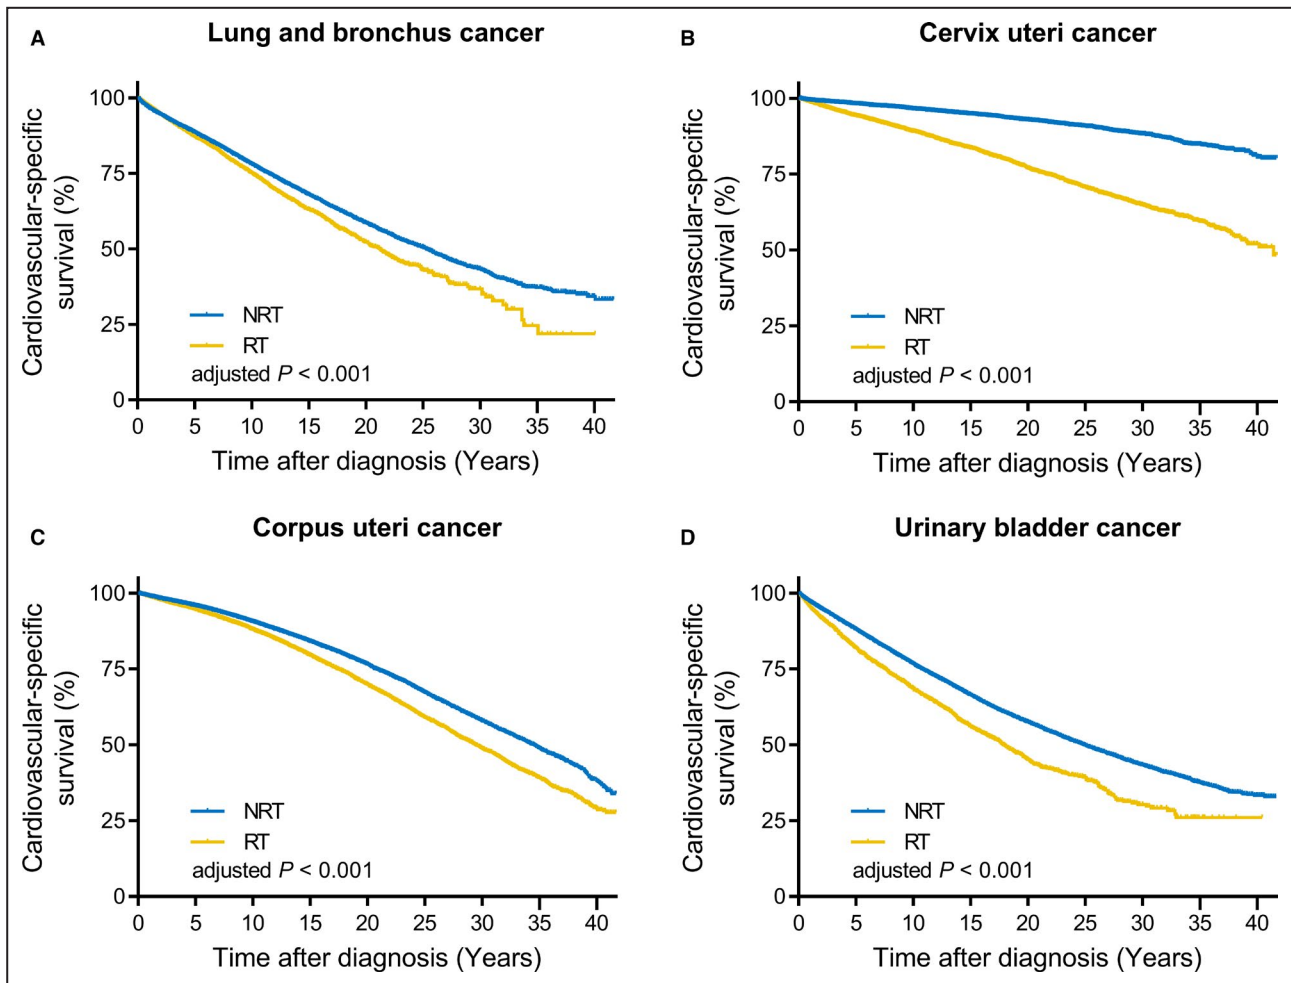 A
Lung and bronchus cancer
Cardiovascular-specific
survival (%)
100
75
50
25
0
NRT
RT
adjusted P < 0.001
0 5 10 15 20 25 30 35 40
Time after diagnosis (Years)
B
Cervix uteri cancer
Cardiovascular-specific
survival (%)
100
75
50
25
0
NRT
RT
adjusted P < 0.001
0 5 10 15 20 25 30 35 40
Time after diagnosis (Years)
C
Corpus uteri cancer
Cardiovascular-specific
survival (%)
100
75
50
25
0
NRT
RT
adjusted P < 0.001
0 5 10 15 20 25 30 35 40
Time after diagnosis (Years)
D
Urinary bladder cancer
Cardiovascular-specific
survival (%)
100
75
50
25
0
NRT
RT
adjusted P < 0.001
0 5 10 15 20 25 30 35 40
Time after diagnosis (Years)